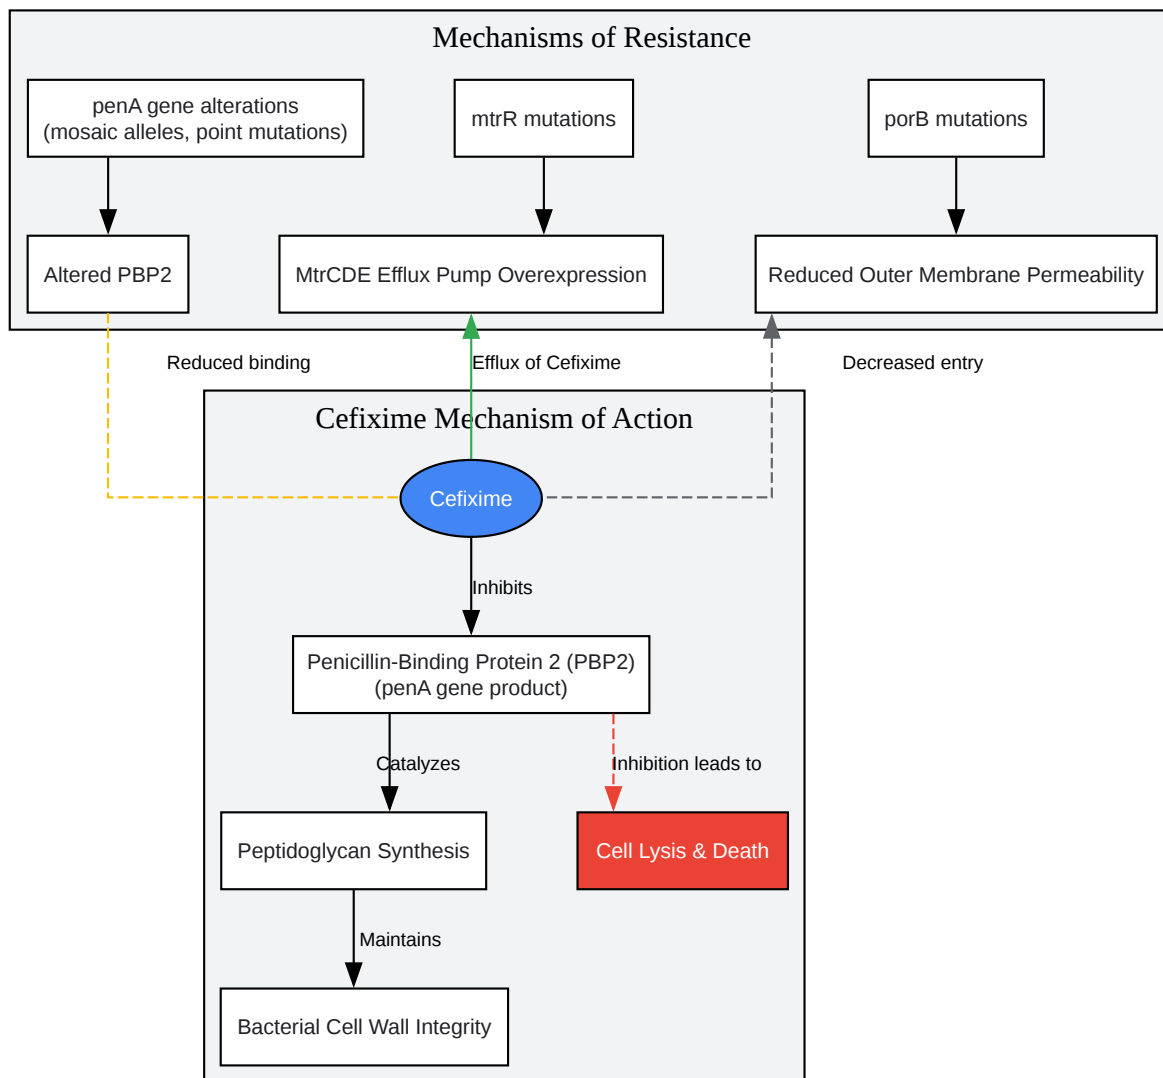 Mechanisms of Resistance
penA gene alterations
(mosaic alleles, point mutations)
mtrR mutations
porB mutations
Altered PBP2
MtrCDE Efflux Pump Overexpression
Reduced Outer Membrane Permeability
Reduced binding
Efflux of Cefixime
Decreased entry
Cefixime Mechanism of Action
Cefixime
Inhibits
Penicillin-Binding Protein 2 (PBP2)
(penA gene product)
Catalyzes
Inhibition leads to
Peptidoglycan Synthesis
Cell Lysis & Death
Maintains
Bacterial Cell Wall Integrity